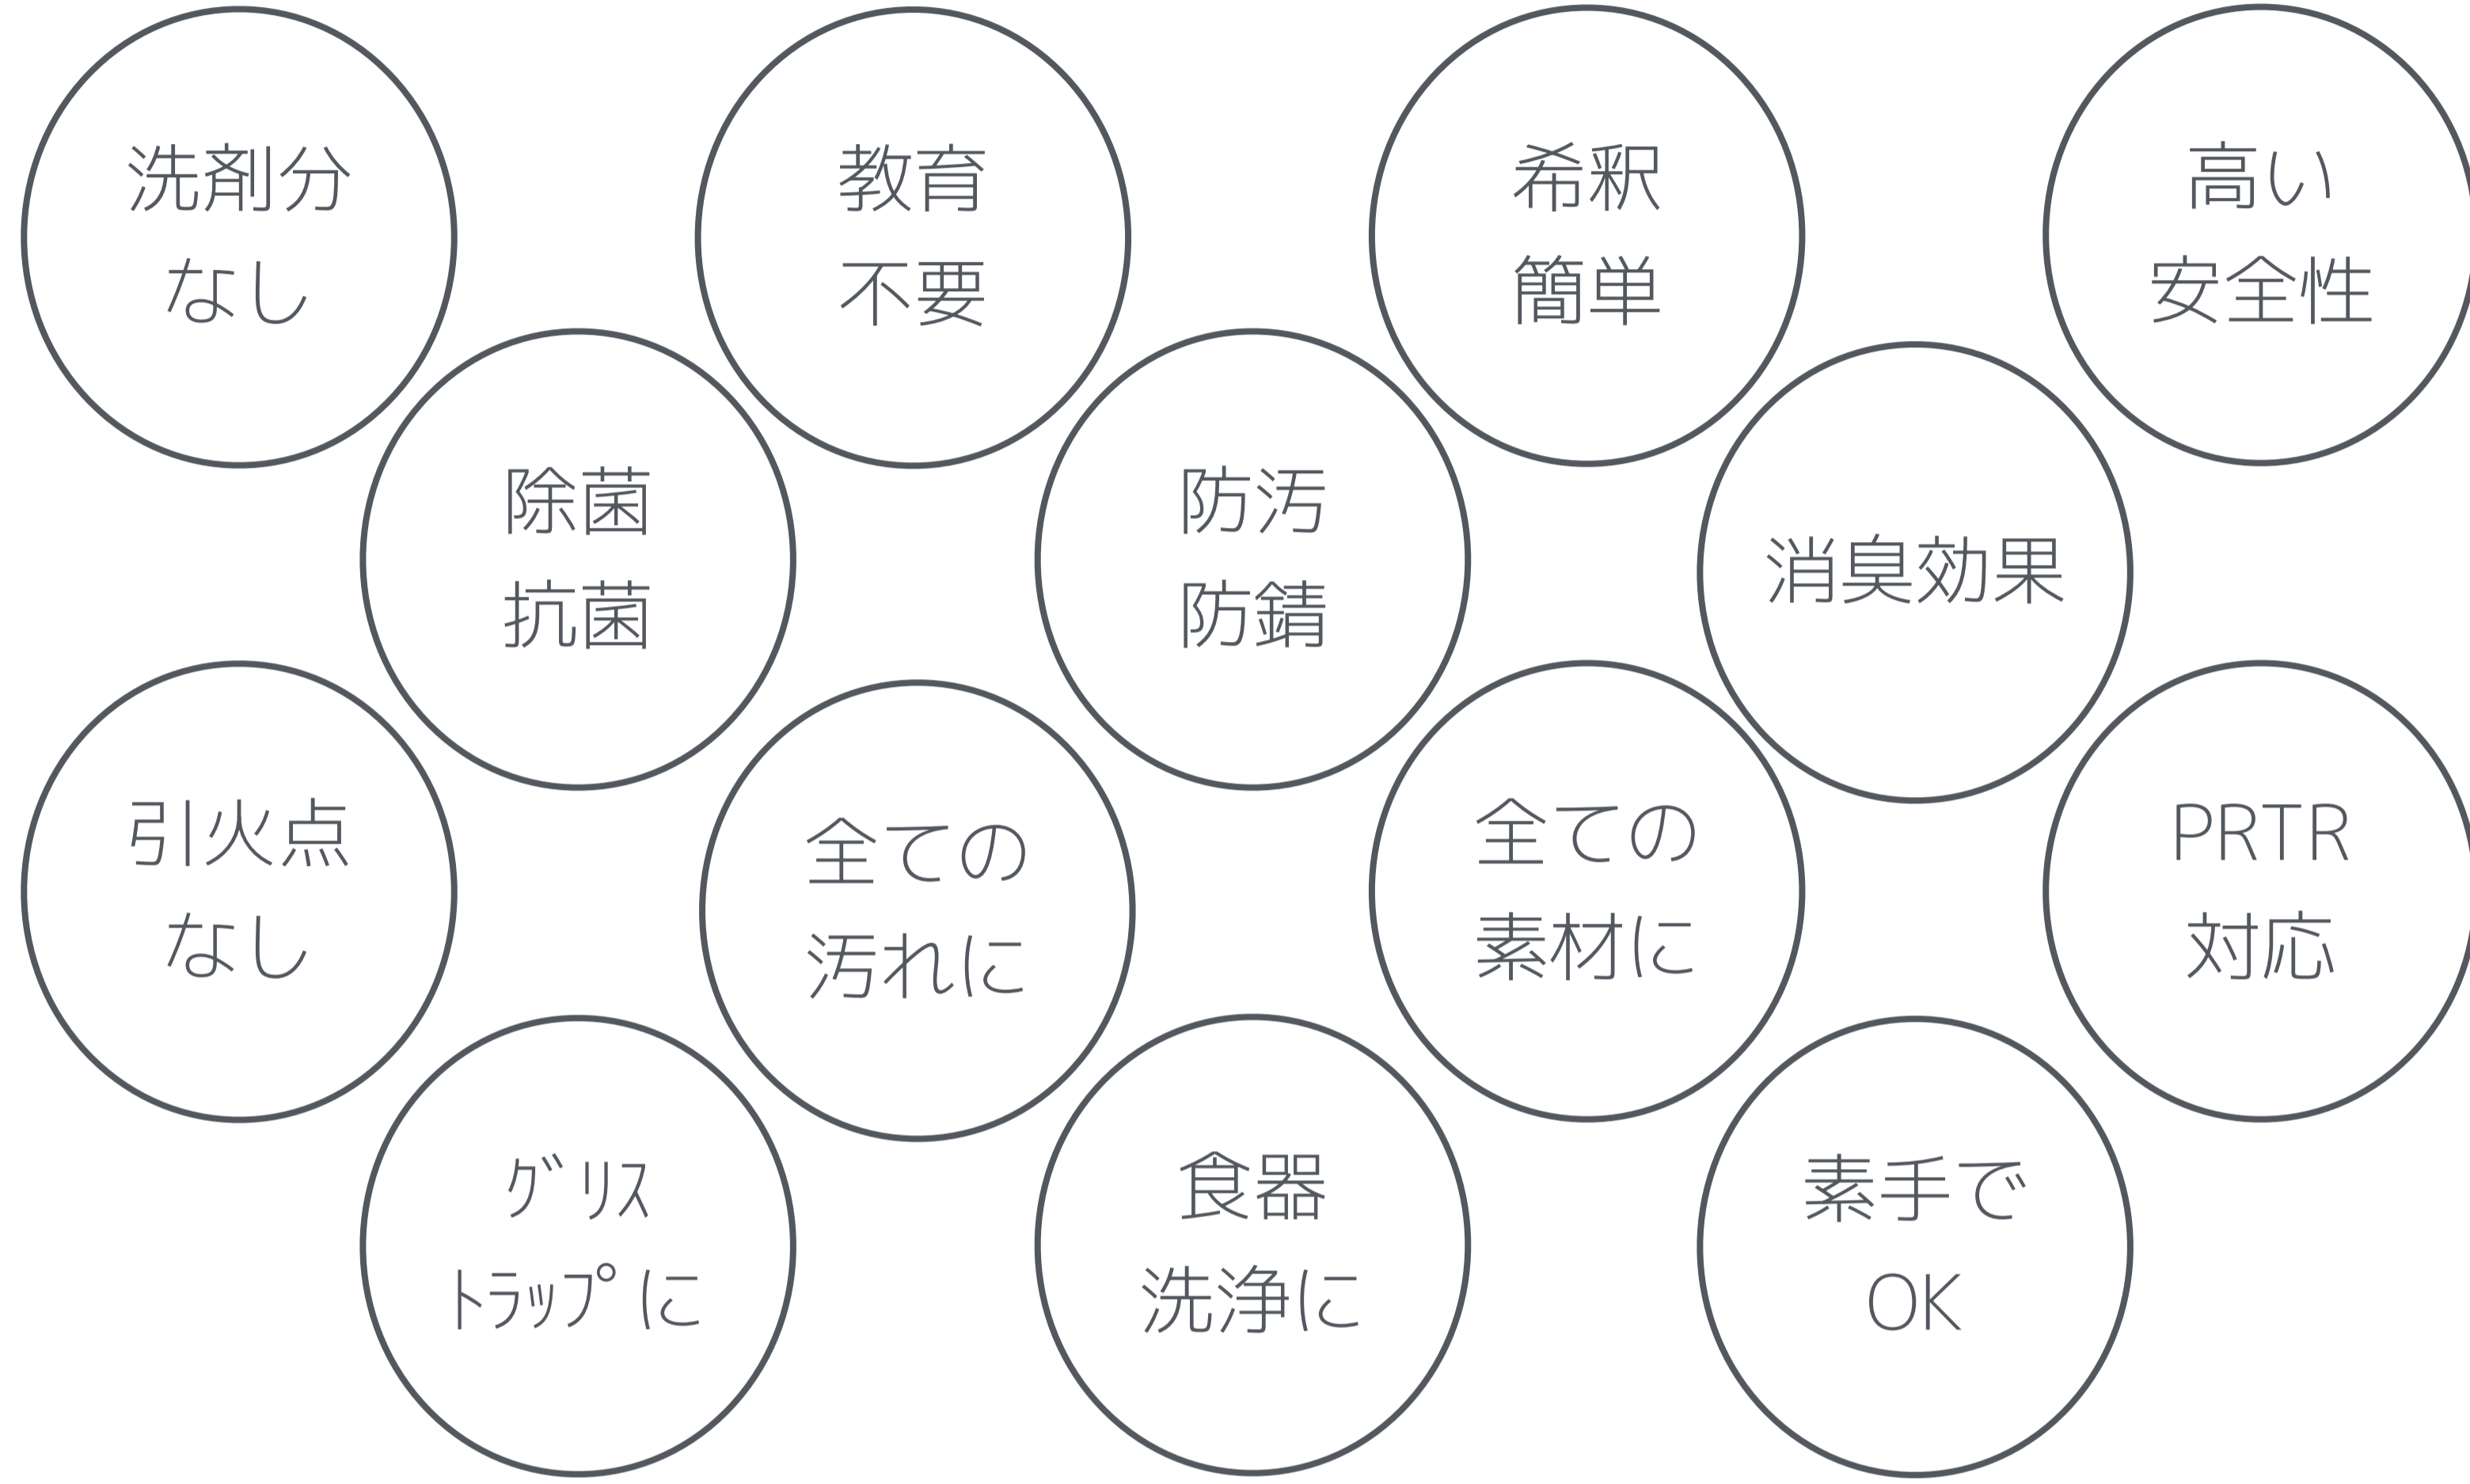 洗剤分
なし
教育
不要
希釈
簡単
高い
安全性
除菌
抗菌
防汚
防錆
消臭効果
引火点
なし
全ての
汚れに
全ての
素材に
PRTR
対応
グリス
トラップに
食器
洗浄に
素手で
OK